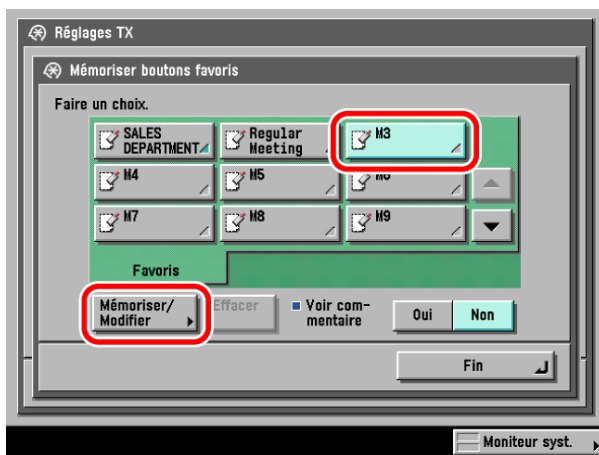 Réglages TX
Mémoriser boutons favoris
Faire un choix.
SALES
DEPARTMENT
Regular
Meeting
M3
M4
M5
M6
M7
M8
M9
Favoris
Mémoriser/
Modifier
Effacer
Voir com-
mentaire
Oui
Non
Fin
Moniteur syst.